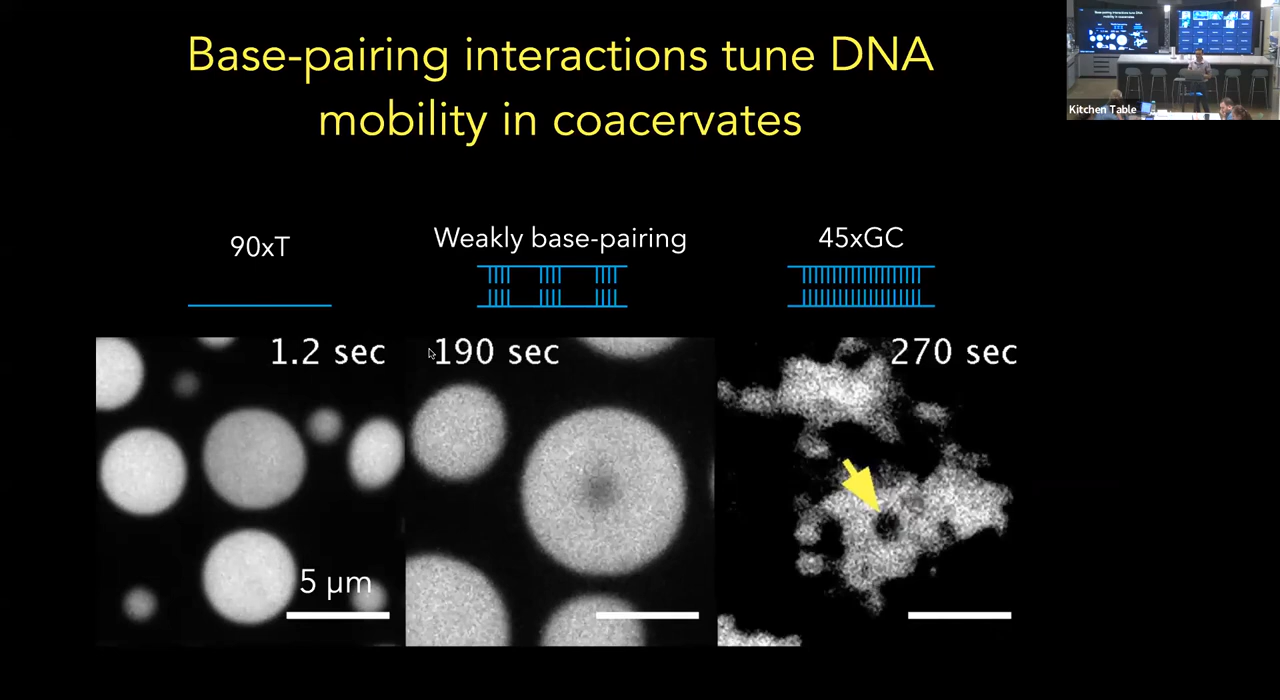 Base-pairing interactions tune DNA
mobility in coacervates
Kitchen Table
90xT
Weakly base-pairing
45xGC
1.2 sec
190 sec
270 sec
5 µm